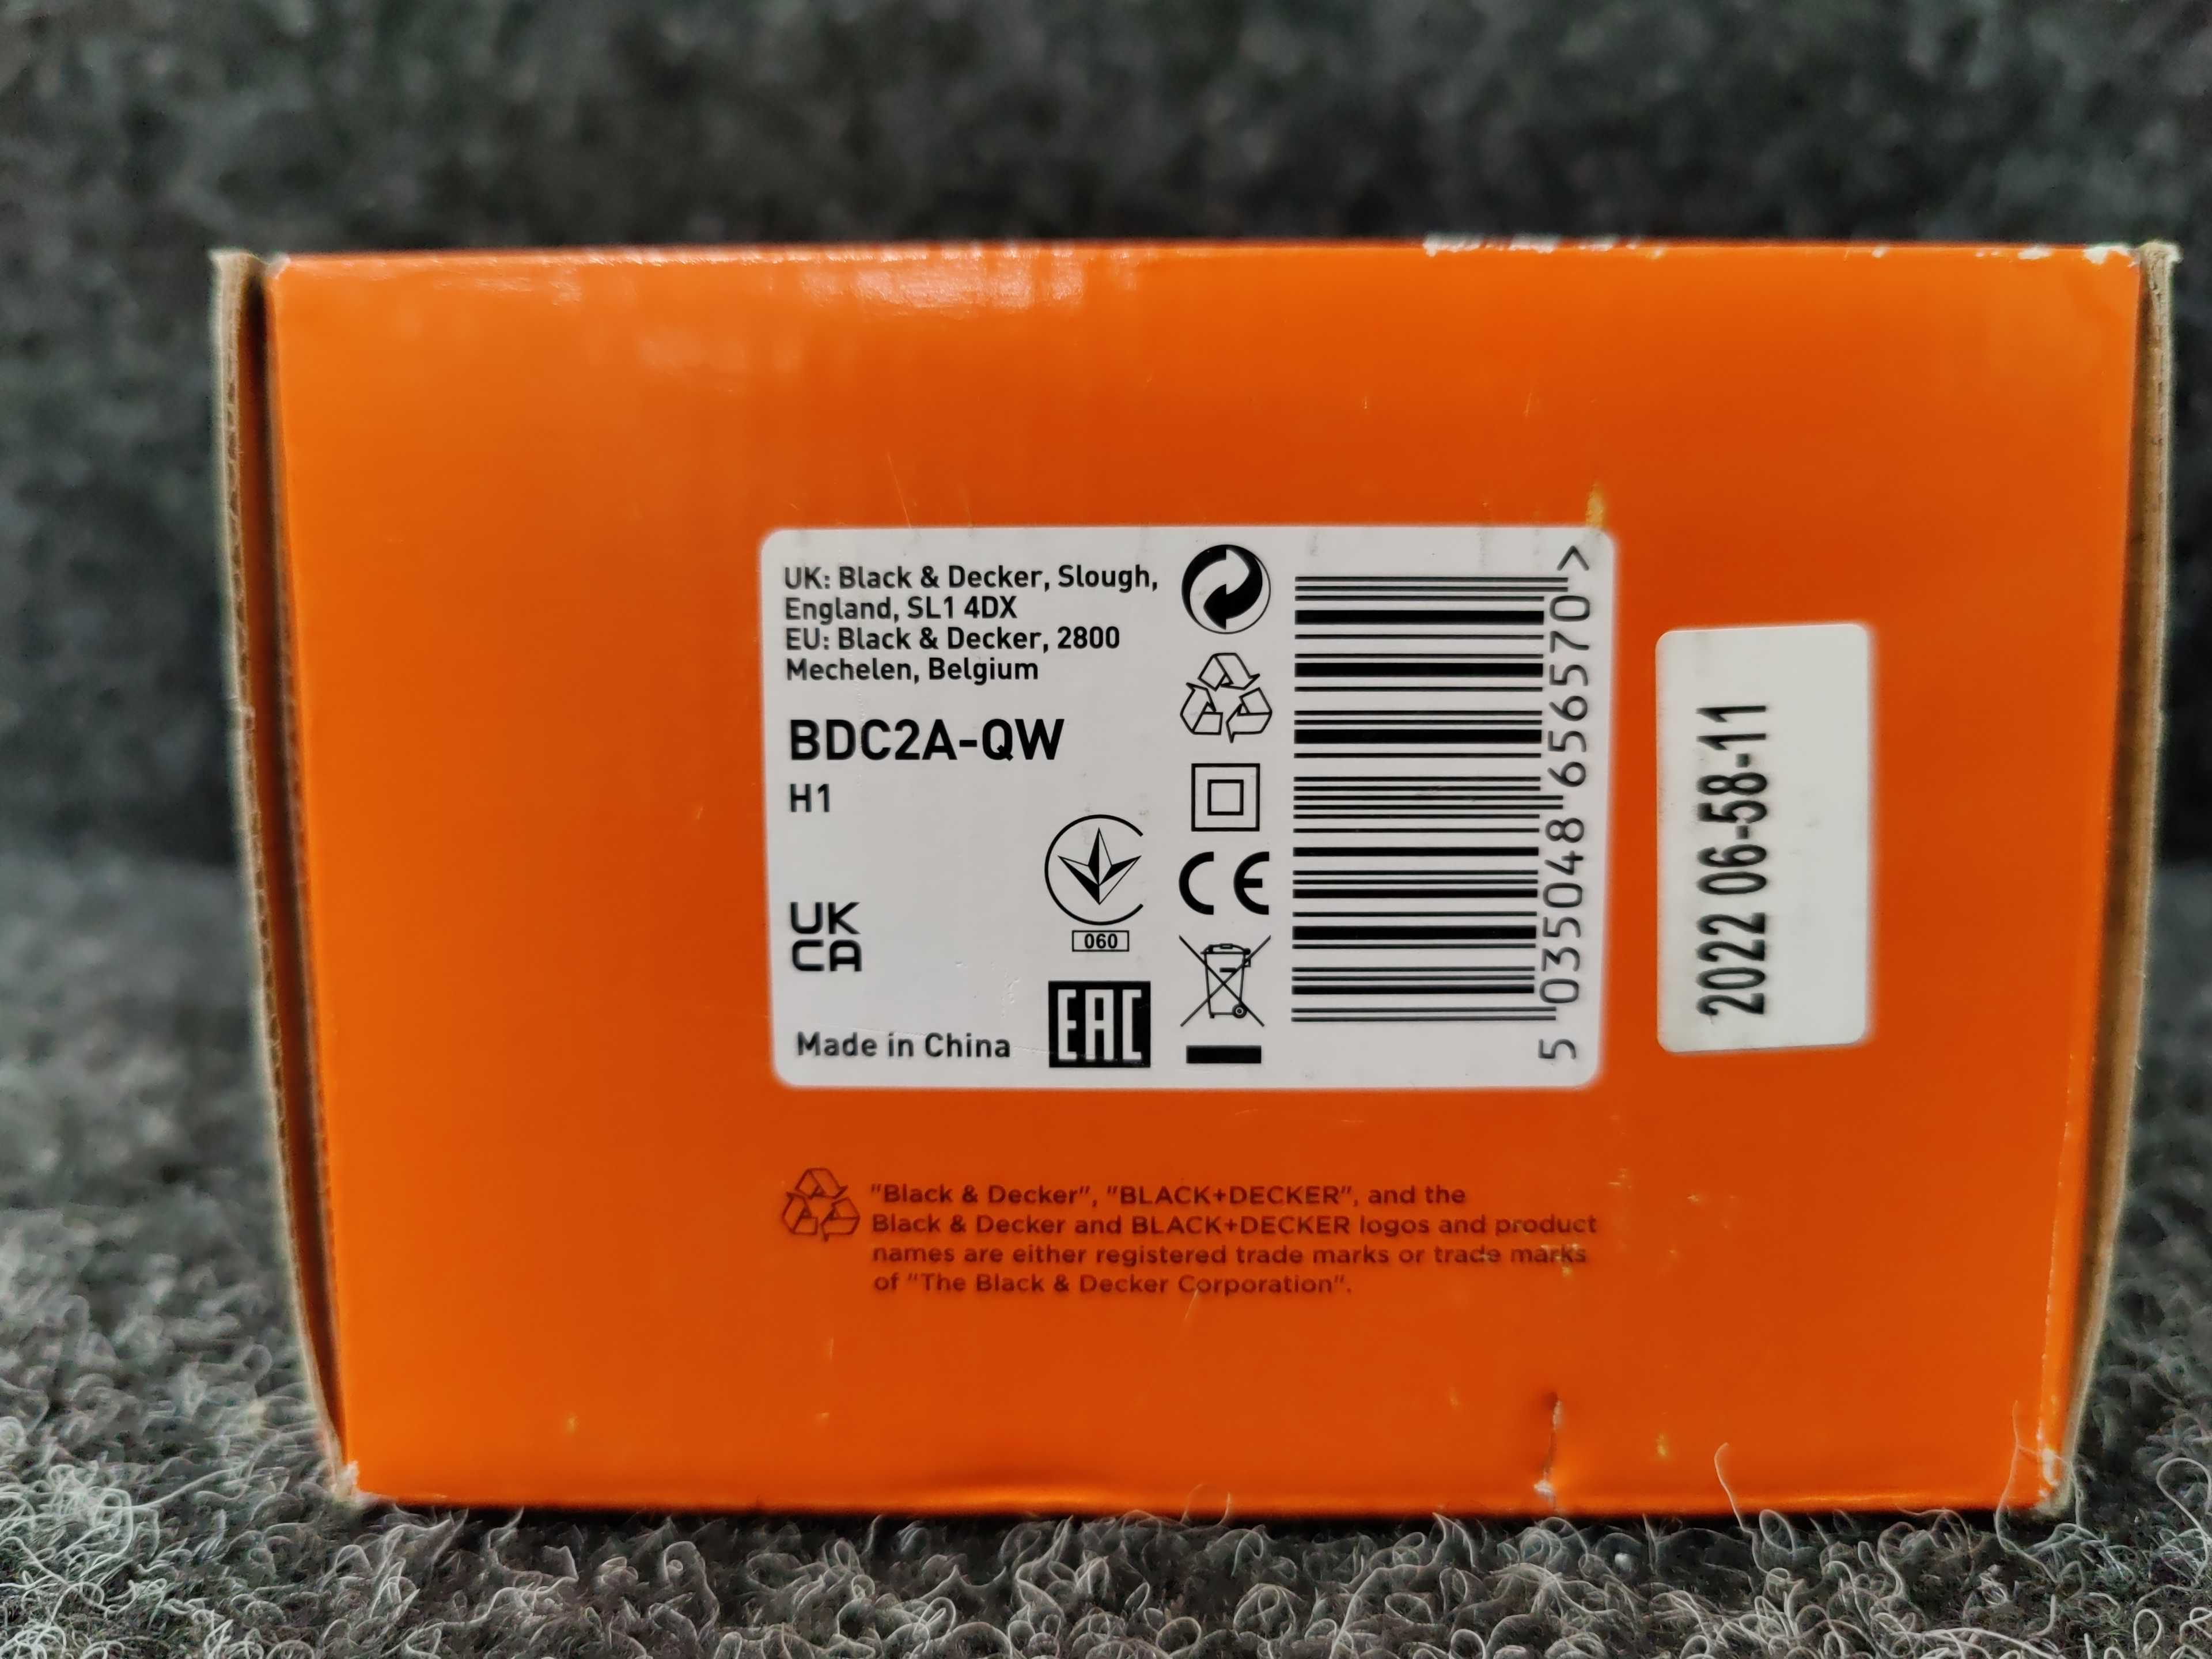 UK: Black & Decker, Slough,
England, SL1 4DX
EU: Black & Decker, 2800
Mechelen, Belgium
BDC2A-QW
H1
UK
CA
060
EAC
CE
Made in China
5 035048 656570 >
2022 06-58-11
"Black & Decker", "BLACK+DECKER", and the
Black & Decker and BLACK+DECKER logos and product
names are either registered trade marks or trade marks
of "The Black & Decker Corporation".